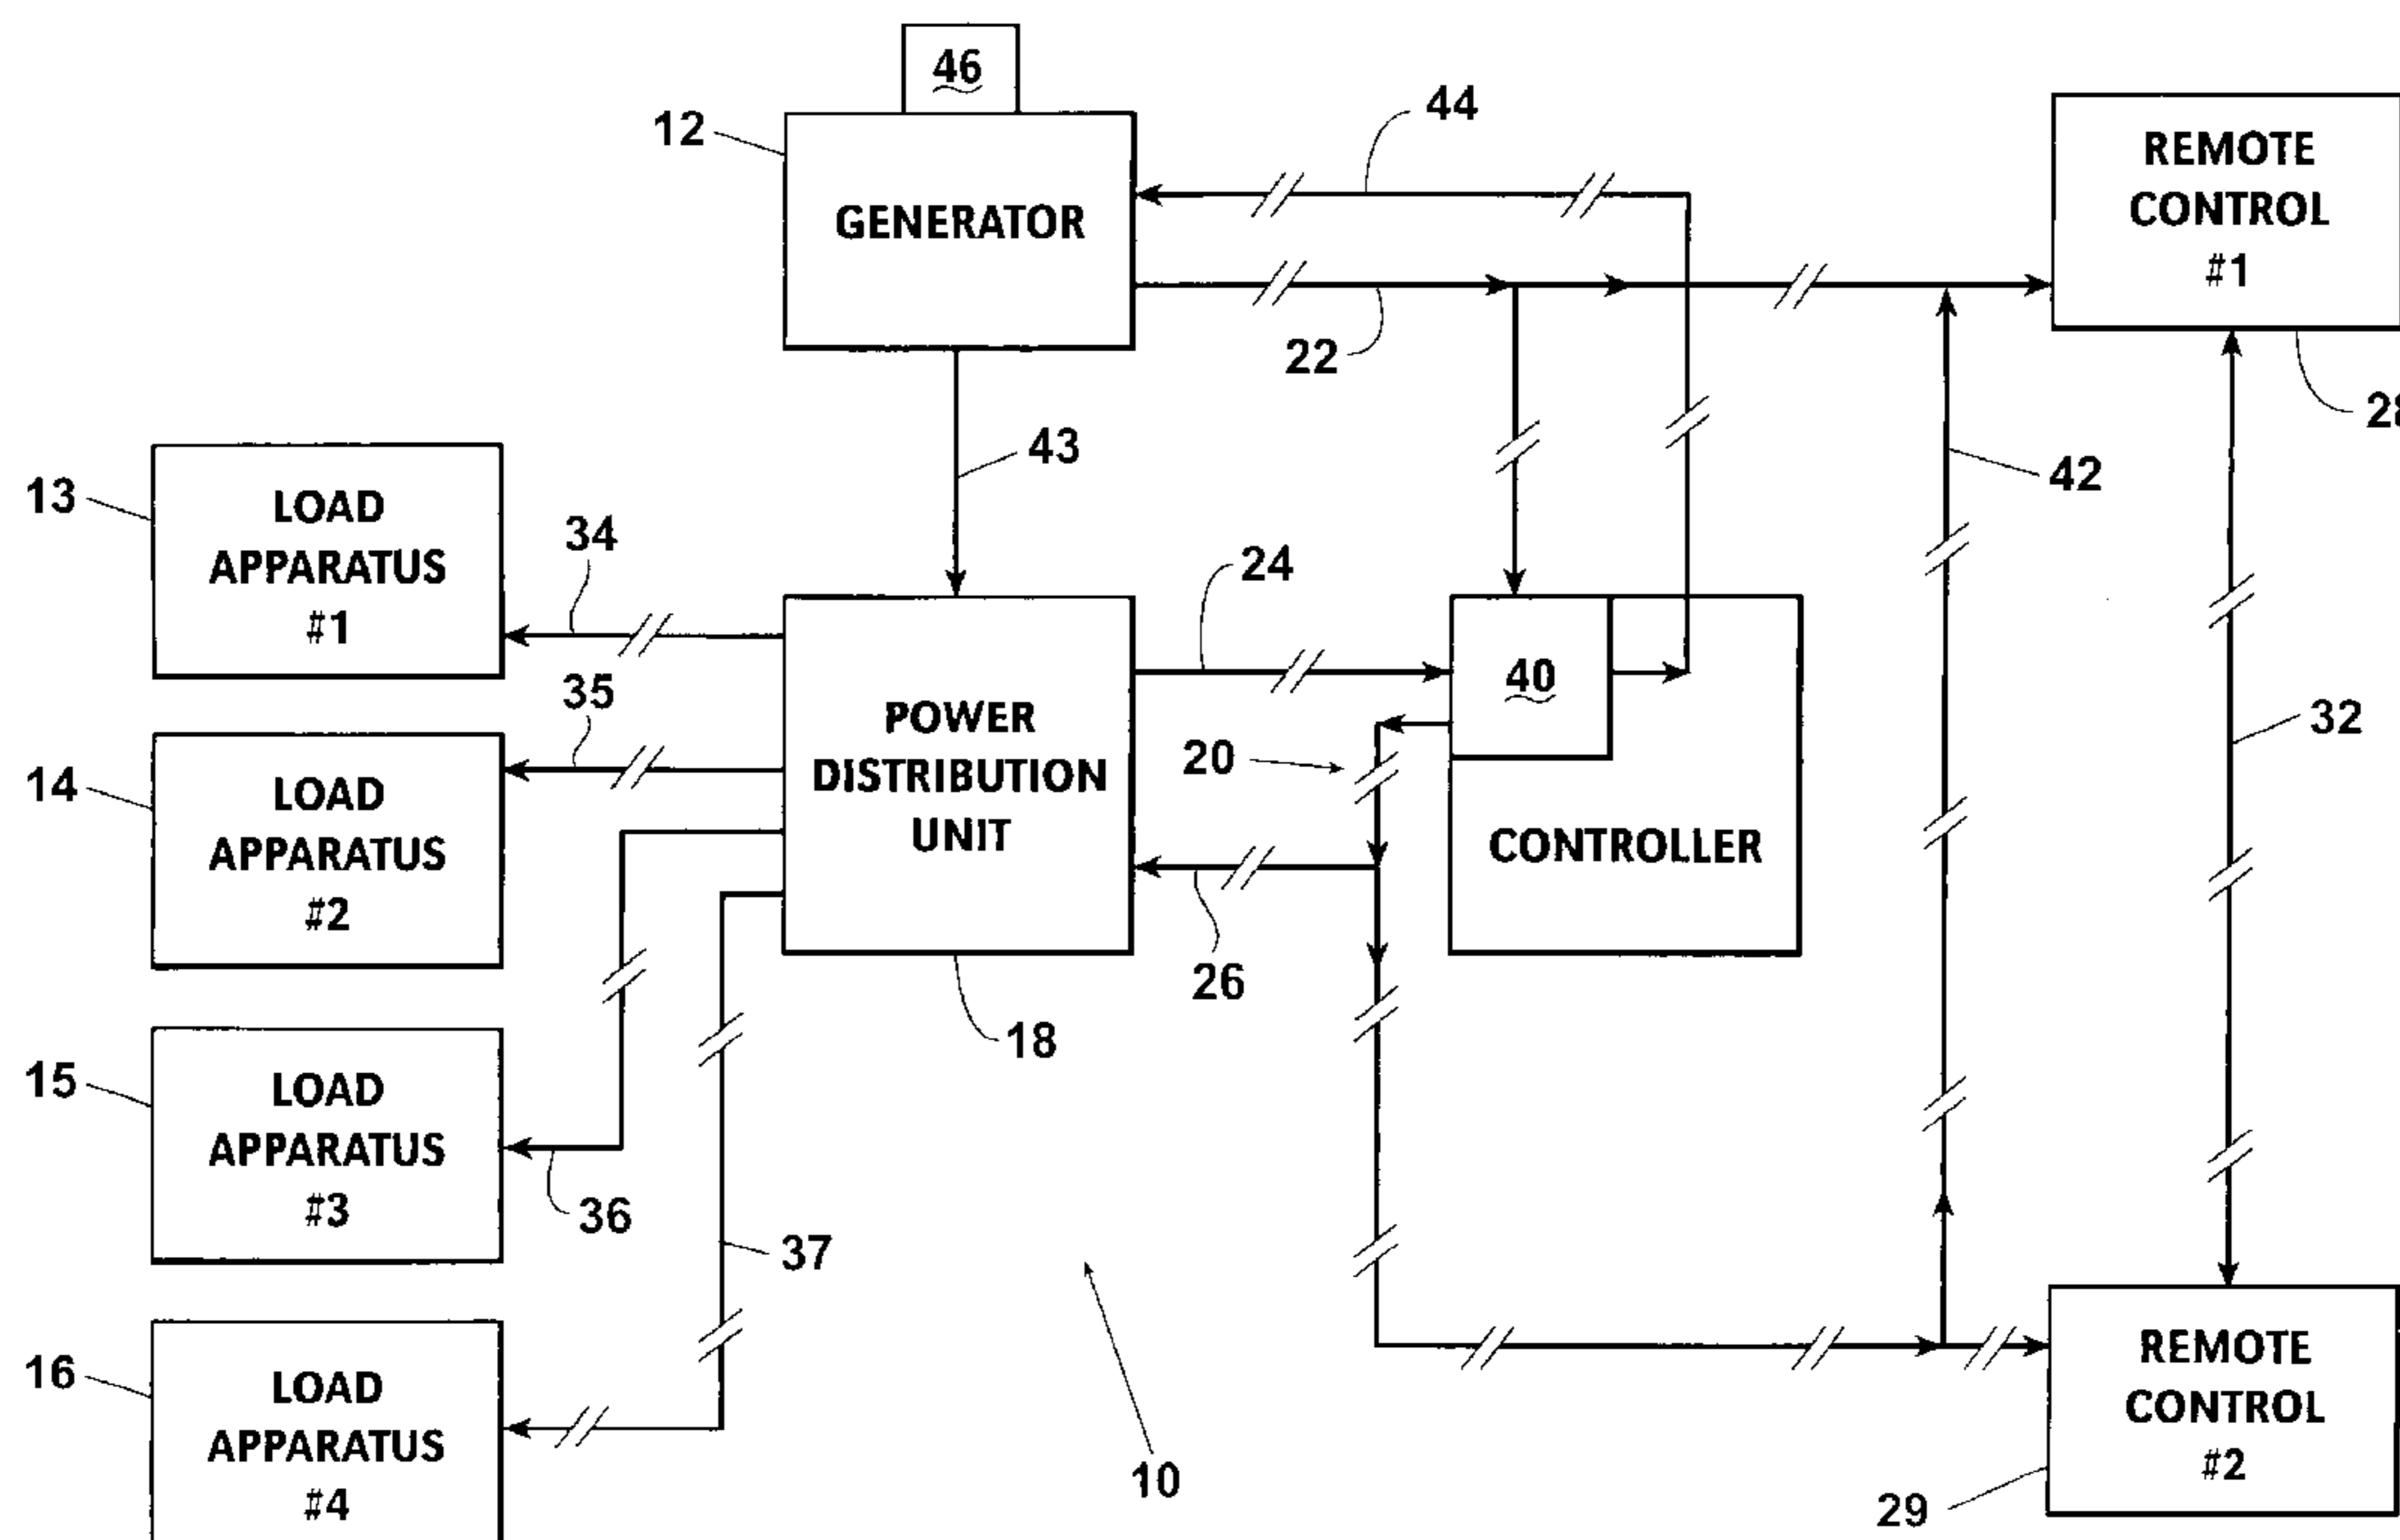 46
12
GENERATOR
44
22
REMOTE
CONTROL
#1
43
42
13
LOAD
APPARATUS
#1
34
24
35
14
LOAD
APPARATUS
#2
POWER
DISTRIBUTION
UNIT
18
20
26
40
CONTROLLER
32
15
LOAD
APPARATUS
#3
36
37
16
LOAD
APPARATUS
#4
10
REMOTE
CONTROL
#2
29